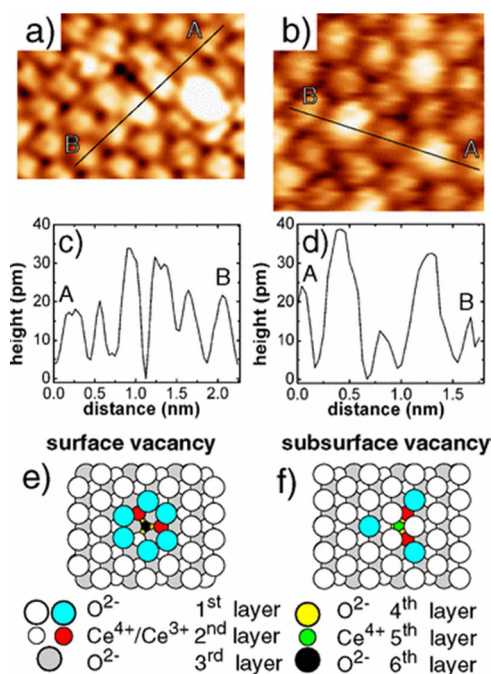 a)
A
B
b)
B
A
c)
A
B
40
30
20
10
0
height (pm)
0.0 0.5 1.0 1.5 2.0
distance (nm)
d)
A
B
40
30
20
10
0
height (pm)
0.0 0.5 1.0 1.5
distance (nm)
surface vacancy
e)
subsurface vacancy
f)
O2- 1st layer
Ce4+/Ce3+ 2nd layer
O2- 3rd layer
O2- 4th layer
Ce4+ 5th layer
O2- 6th layer